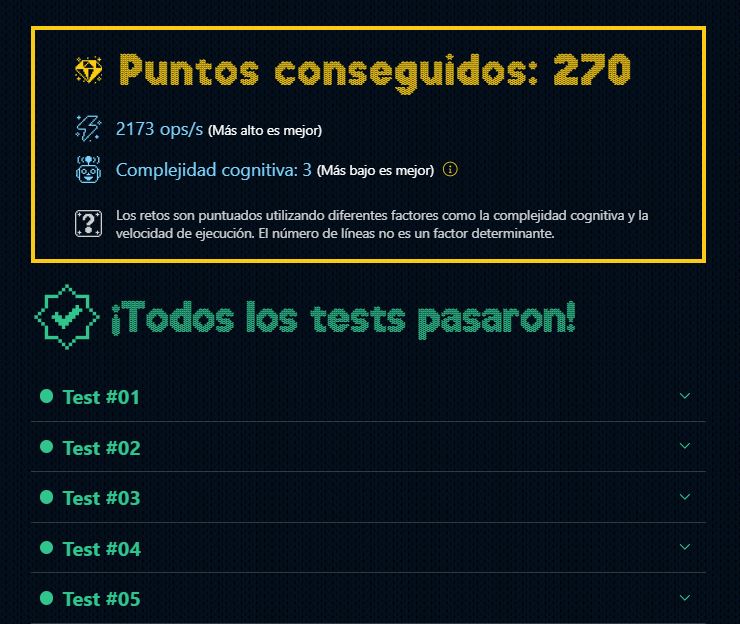 Puntos conseguidos: 270
2173 ops/s (Más alto es mejor)
Complejidad cognitiva: 3 (Más bajo es mejor)
Los retos son puntuados utilizando diferentes factores como la complejidad cognitiva y la
velocidad de ejecución. El número de líneas no es un factor determinante.
¡Todos los tests pasaron!
Test #01
Test #02
Test #03
Test #04
Test #05